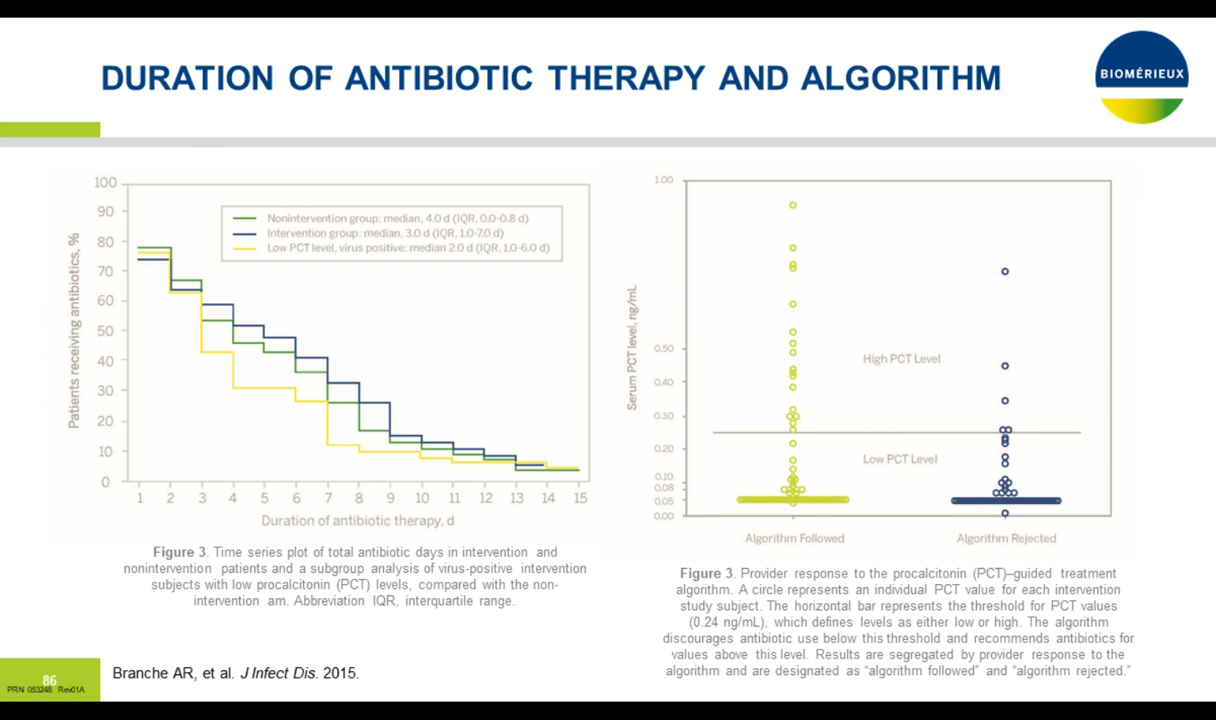 DURATION OF ANTIBIOTIC THERAPY AND ALGORITHM
BIOMÉRIEUX
100
90
80
70
60
50
40
30
20
10
0
Patients receiving antibiotics, %
Nonintervention group: median, 4.0 d (IQR, 0.0-0.8 d)
Intervention group: median, 3.0 d (IQR, 1.0-7.0 d)
Low PCT level, virus positive: median 2.0 d (IQR, 1.0-6.0 d)
1 2 3 4 5 6 7 8 9 10 11 12 13 14 15
Duration of antibiotic therapy, d
Figure 3. Time series plot of total antibiotic days in intervention and
nonintervention patients and a subgroup analysis of virus-positive intervention
subjects with low procalcitonin (PCT) levels, compared with the non-
intervention am. Abbreviation IQR, interquartile range.
1.00
0.50
0.40
0.30
0.20
0.10
0.08
0.05
0.00
Serum PCT level, ng/mL
High PCT Level
Low PCT Level
Algorithm Followed
Algorithm Rejected
Figure 3. Provider response to the procalcitonin (PCT)–guided treatment
algorithm. A circle represents an individual PCT value for each intervention
study subject. The horizontal bar represents the threshold for PCT values
(0.24 ng/mL), which defines levels as either low or high. The algorithm
discourages antibiotic use below this threshold and recommends antibiotics for
values above this level. Results are segregated by provider response to the
algorithm and are designated as “algorithm followed” and “algorithm rejected.”
86
PRN 053248 Rev01A
Branche AR, et al. J Infect Dis. 2015.